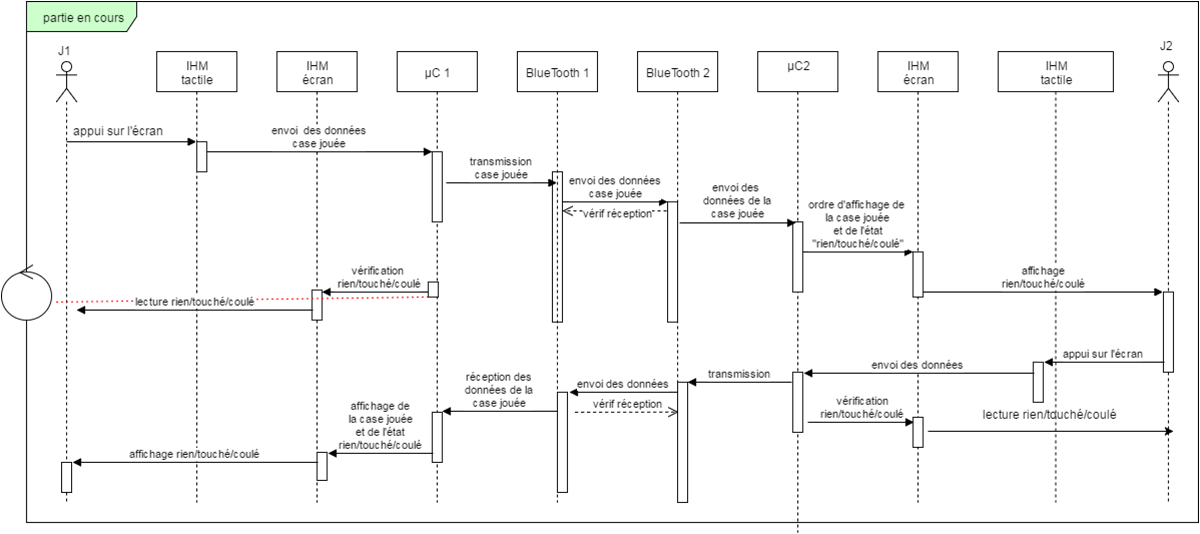 partie en cours
J1
IHM
tactile
IHM
écran
µC 1
BlueTooth 1
BlueTooth 2
µC2
IHM
écran
IHM
tactile
J2
appui sur l'écran
envoi des données
case jouée
transmission
case jouée
envoi des données
case jouée
vérif réception
envoi des
données de la
case jouée
ordre d'affichage de
la case jouée
et de l'état
"rien/touché/coulé"
vérification
rien/touché/coulé
lecture rien/touché/coulé
affichage
rien/touché/coulé
appui sur l'écran
envoi des données
transmission
envoi des données
vérif réception
réception des
données de la
case jouée
vérification
rien/touché/coulé
lecture rien/touché/coulé
affichage de
la case jouée
et de l'état
rien/touché/coulé
affichage rien/touché/coulé